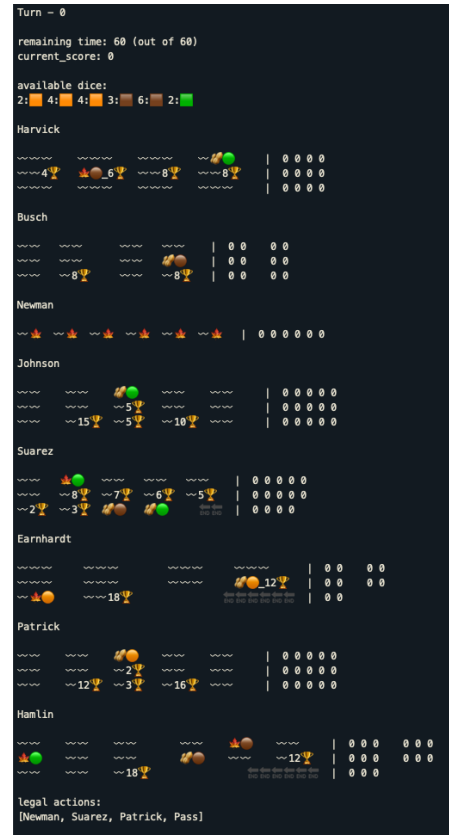 Turn - 0
remaining time: 60 (out of 60)
current_score: 0
available dice:
2:🟧 4:🟧 4:🟧 3:🟫 6:🟫 2:🟩
Harvick
〰〰〰 〰〰〰 〰〰〰 〰🥜🟢 | 0 0 0 0
〰〰4🏆 🍁🟤_6🏆 〰〰8🏆 〰〰8🏆 | 0 0 0 0
〰〰〰 〰〰〰 〰〰〰 〰〰〰 | 0 0 0 0
Busch
〰〰 〰〰 〰〰 〰〰 | 0 0 0 0
〰〰 〰〰 〰〰 🥜🟤 | 0 0 0 0
〰〰 〰8🏆 〰〰 〰8🏆 | 0 0 0 0
Newman
〰🍁 〰🍁 〰🍁 〰🍁 〰🍁 〰🍁 | 0 0 0 0 0 0
Johnson
〰〰 〰〰 🥜🟢 〰〰 〰〰 | 0 0 0 0 0
〰〰 〰〰 〰5🏆 〰〰 〰〰 | 0 0 0 0 0
〰〰 〰15🏆 〰5🏆 〰10🏆 〰〰 | 0 0 0 0 0
Suarez
〰〰 🍁🟢 〰〰 〰〰 〰〰 | 0 0 0 0 0
〰〰 〰8🏆 〰7🏆 〰6🏆 〰5🏆 | 0 0 0 0 0
〰2🏆 〰3🏆 🥜🟤 🥜🟢 | 0 0 0 0
Earnhardt
〰〰〰 〰〰〰 〰〰〰 〰〰〰 | 0 0 0 0
〰〰〰 〰〰〰 〰〰〰 🥜🟠_12🏆 | 0 0 0 0
〰🍁🟠 〰〰18🏆 | 0 0
Patrick
〰〰 〰〰 🥜🟠 〰〰 〰〰 | 0 0 0 0 0
〰〰 〰〰 〰2🏆 〰〰 〰〰 | 0 0 0 0 0
〰〰 〰12🏆 〰3🏆 〰16🏆 〰〰 | 0 0 0 0 0
Hamlin
〰〰 〰〰 〰〰 〰〰 🍁🟤 〰〰 | 0 0 0 0 0 0
🍁🟢 〰〰 〰〰 🥜🟤 〰〰 〰12🏆 | 0 0 0 0 0 0
〰〰 〰〰 〰18🏆 | 0 0 0
legal actions:
[Newman, Suarez, Patrick, Pass]